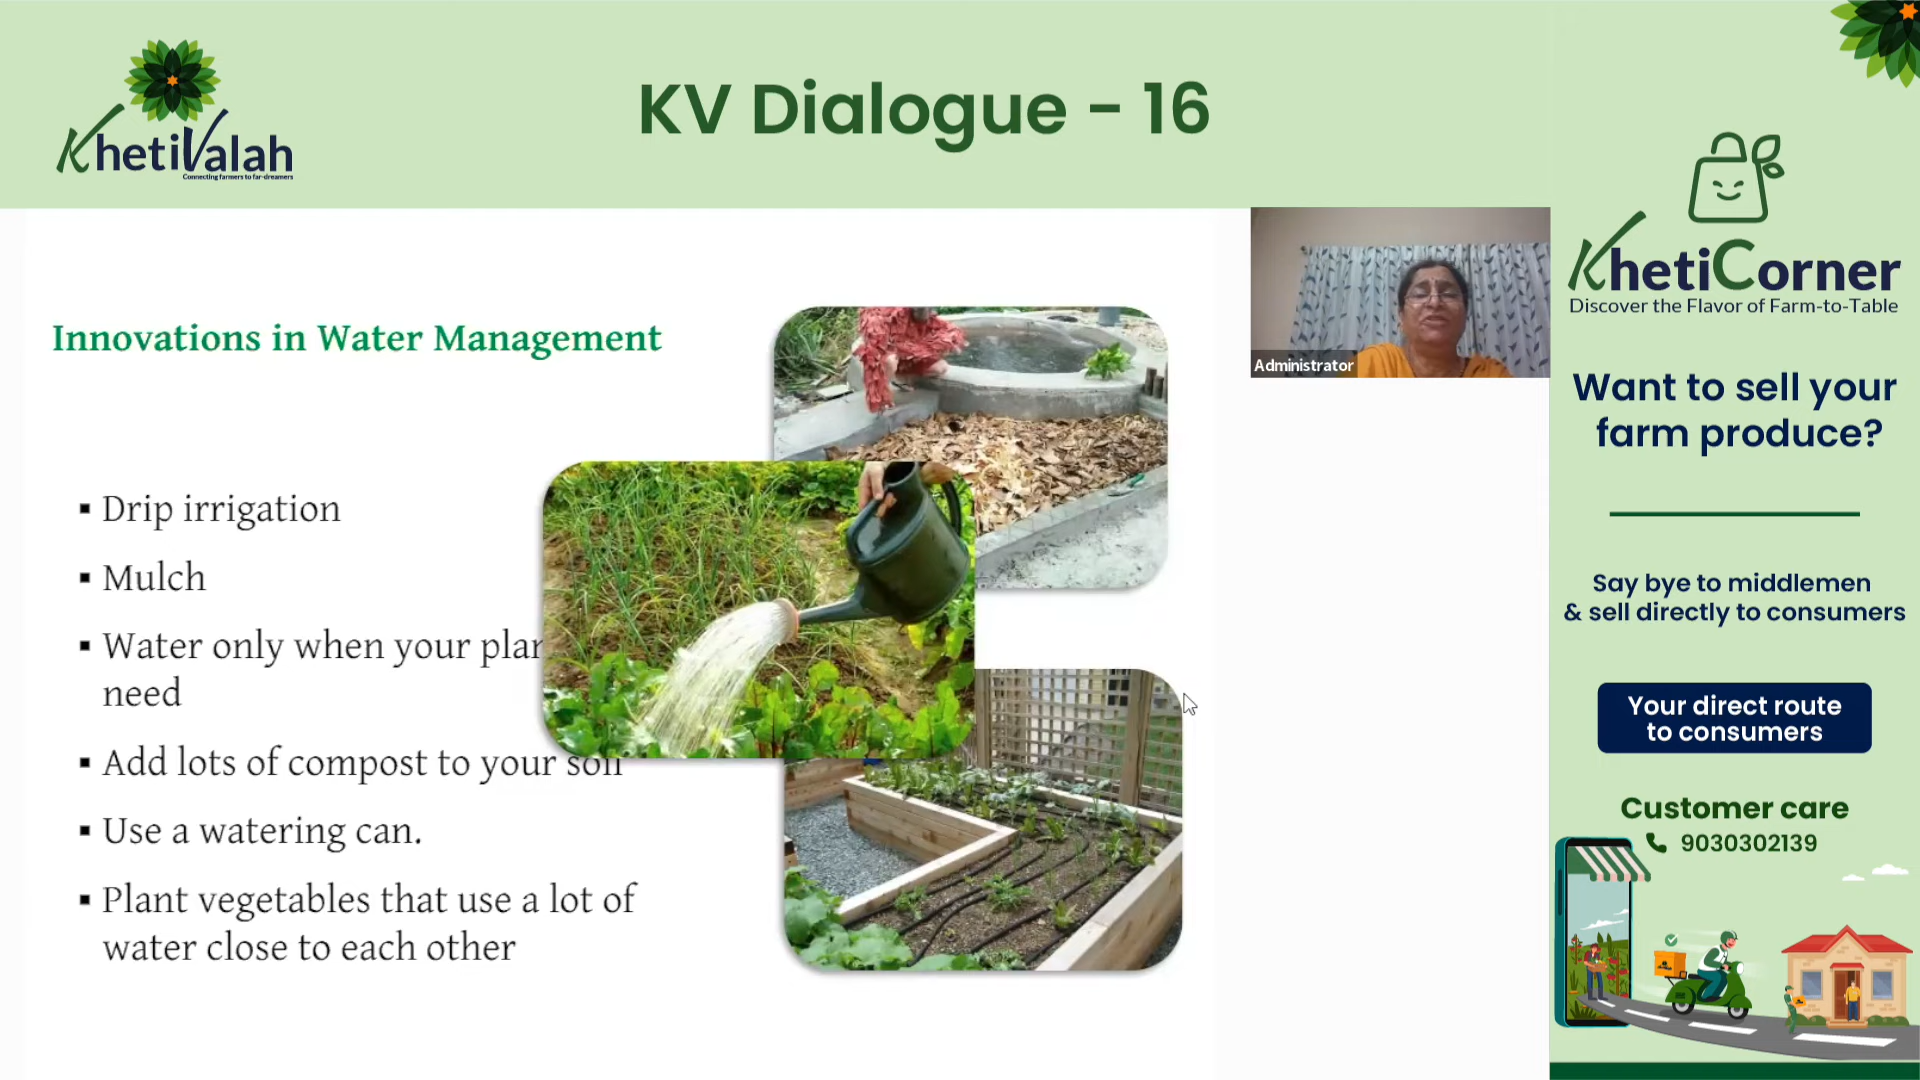 KhetiValah
Connecting farmers to far-dreamers
KV Dialogue - 16
Innovations in Water Management
▪ Drip irrigation
▪ Mulch
▪ Water only when your
need
▪ Add lots of compost to your soil
▪ Use a watering can.
▪ Plant vegetables that use a lot of
water close to each other
Administrator
KhetiCorner
Discover the Flavor of Farm-to-Table
Want to sell your
farm produce?
Say bye to middlemen
& sell directly to consumers
Your direct route
to consumers
Customer care
9030302139